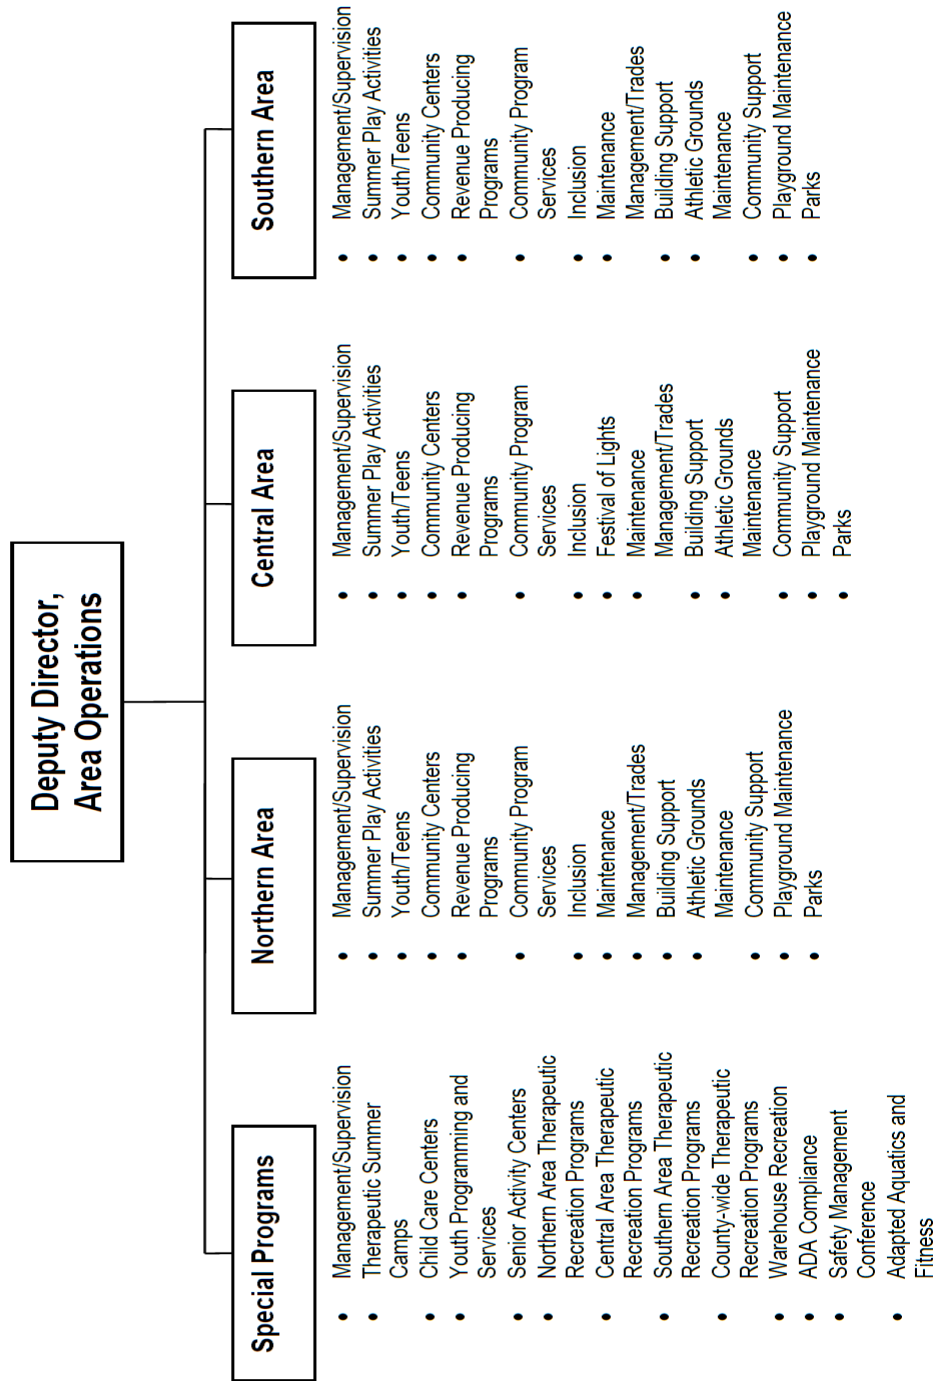 Deputy Director,
Area Operations
Special Programs
• Management/Supervision
• Therapeutic Summer
Camps
• Child Care Centers
• Youth Programming and
Services
• Senior Activity Centers
• Northern Area Therapeutic
Recreation Programs
• Central Area Therapeutic
Recreation Programs
• Southern Area Therapeutic
Recreation Programs
• County-wide Therapeutic
Recreation Programs
• Warehouse Recreation
• ADA Compliance
• Safety Management
Conference
• Adapted Aquatics and
Fitness
Northern Area
• Management/Supervision
• Summer Play Activities
• Youth/Teens
• Community Centers
• Revenue Producing
Programs
• Community Program
Services
• Inclusion
• Maintenance
• Management/Trades
• Building Support
• Athletic Grounds
Maintenance
• Community Support
• Playground Maintenance
• Parks
Central Area
• Management/Supervision
• Summer Play Activities
• Youth/Teens
• Community Centers
• Revenue Producing
Programs
• Community Program
Services
• Inclusion
• Festival of Lights
• Maintenance
Management/Trades
• Building Support
• Athletic Grounds
Maintenance
• Community Support
• Playground Maintenance
• Parks
Southern Area
• Management/Supervision
• Summer Play Activities
• Youth/Teens
• Community Centers
• Revenue Producing
Programs
• Community Program
Services
• Inclusion
• Maintenance
Management/Trades
• Building Support
• Athletic Grounds
Maintenance
• Community Support
• Playground Maintenance
• Parks